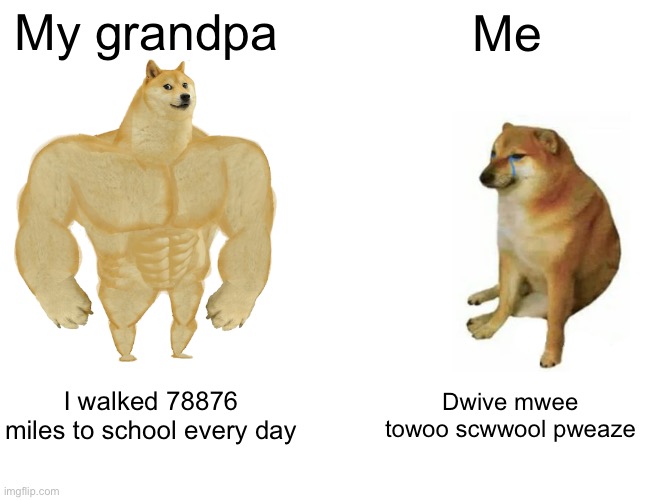 My grandpa
Me
I walked 78876
miles to school every day
Dwive mwee
towoo scwwool pweaze
imgflip.com